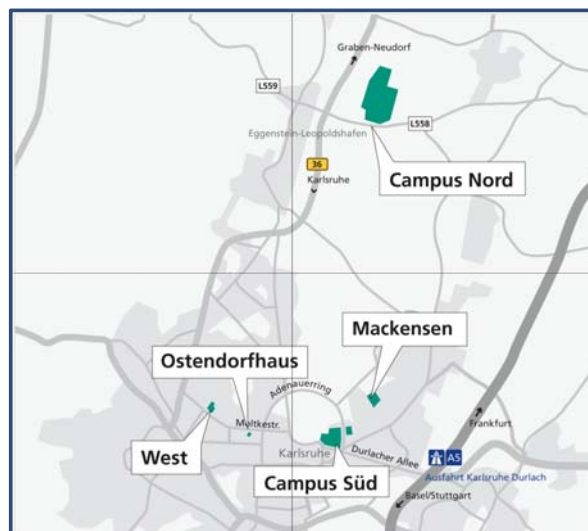 Graben-Neudorf
L559
L558
Eggenstein-Leopoldshafen
36
Karlsruhe
Campus Nord
Mackensen
Ostendorfhaus
Adenauerring
Moltkestr.
West
Karlsruhe
Durlacher Allee
Frankfurt
A5
Campus Süd
Ausfahrt Karlsruhe Durlach
Basel/Stuttgart